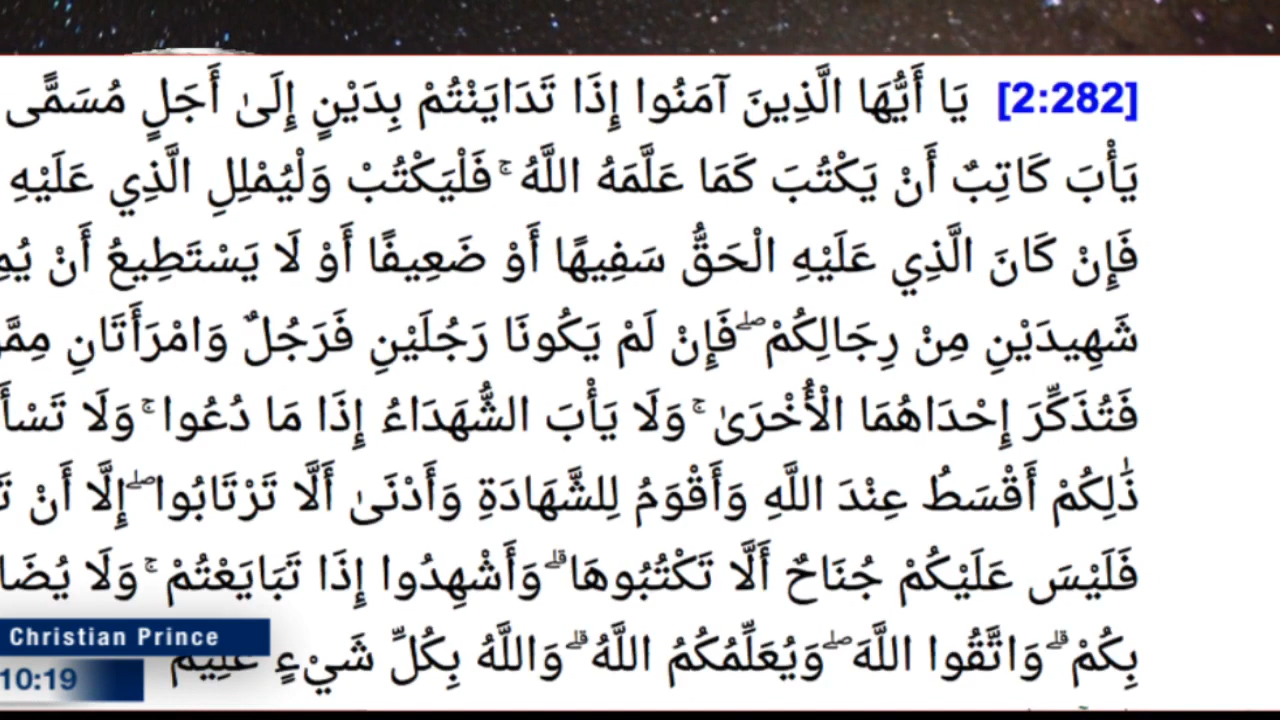 [2:282] يَا أَيُّهَا الَّذِينَ آمَنُوا إِذَا تَدَايَنْتُمْ بِدَيْنٍ إِلَىٰ أَجَلٍ مُسَمًّى
يَأْبَ كَاتِبٌ أَنْ يَكْتُبَ كَمَا عَلَّمَهُ اللَّهُ ۚ فَلْيَكْتُبْ وَلْيُمْلِلِ الَّذِي عَلَيْهِ
فَإِنْ كَانَ الَّذِي عَلَيْهِ الْحَقُّ سَفِيهًا أَوْ ضَعِيفًا أَوْ لَا يَسْتَطِيعُ أَنْ
شَهِيدَيْنِ مِنْ رِجَالِكُمْ ۖ فَإِنْ لَمْ يَكُونَا رَجُلَيْنِ فَرَجُلٌ وَامْرَأَتَانِ
فَتُذَكِّرَ إِحْدَاهُمَا الْأُخْرَىٰ ۚ وَلَا يَأْبَ الشُّهَدَاءُ إِذَا مَا دُعُوا ۚ وَلَا
ذَٰلِكُمْ أَقْسَطُ عِنْدَ اللَّهِ وَأَقْوَمُ لِلشَّهَادَةِ وَأَدْنَىٰ أَلَّا تَرْتَابُوا ۖ إِلَّا أَنْ
فَلَيْسَ عَلَيْكُمْ جُنَاحٌ أَلَّا تَكْتُبُوهَا ۗ وَأَشْهِدُوا إِذَا تَبَايَعْتُمْ ۚ وَلَا
بِكُمْ ۗ وَاتَّقُوا اللَّهَ ۖ وَيُعَلِّمُكُمُ اللَّهُ ۗ وَاللَّهُ بِكُلِّ شَيْءٍ عَلِيمٌ
Christian Prince
10:19